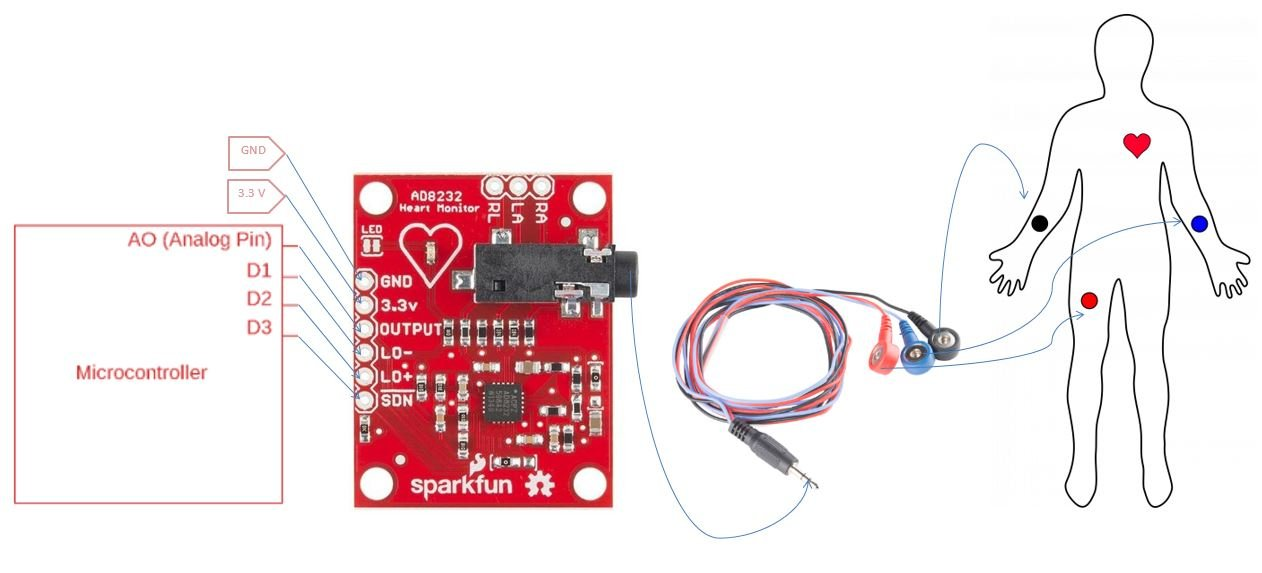 GND
3.3 V
AO (Analog Pin)
D1
D2
D3
Microcontroller
AD8232
Heart Monitor
RL
LA
RA
LED
GND
3.3v
OUTPUT
LO-
LO+
SDN
sparkfun